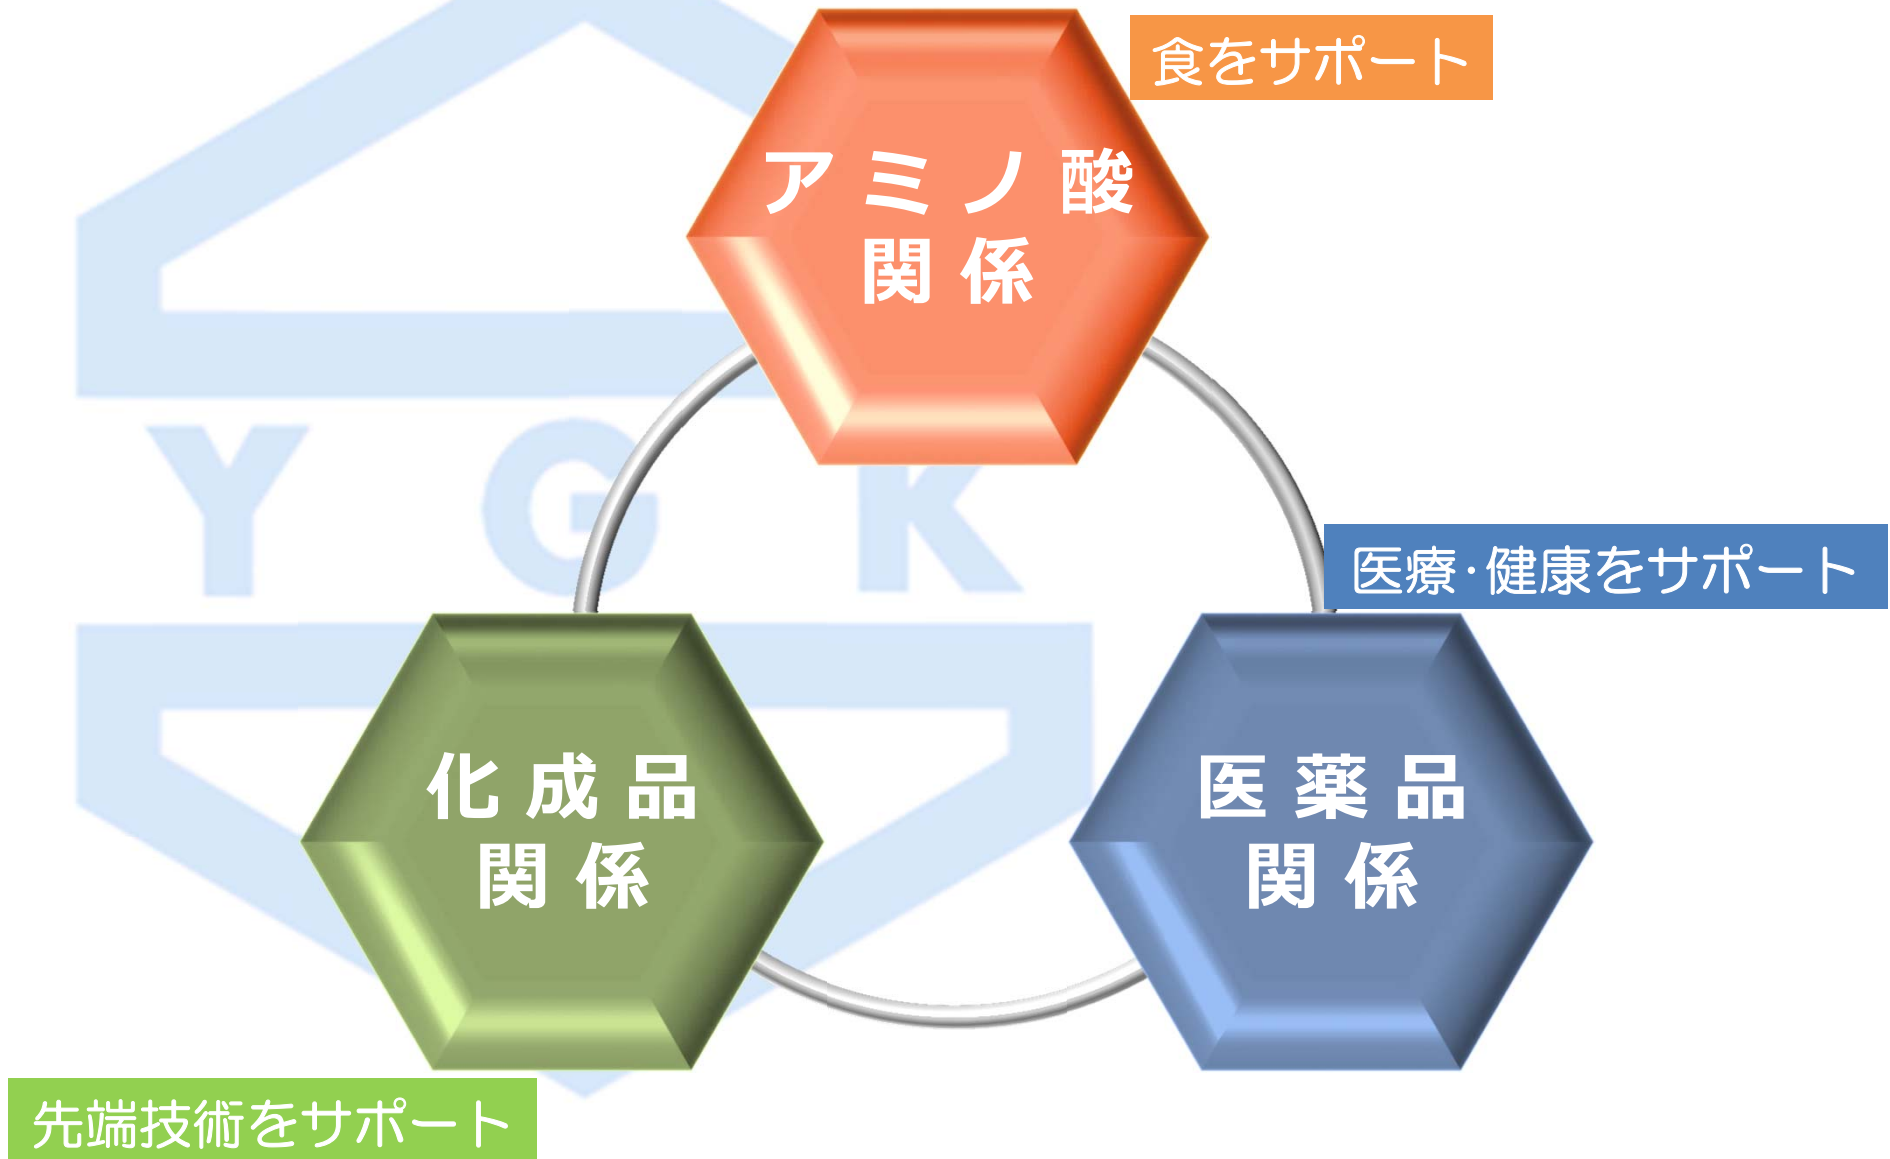 食をサポート
アミノ酸
関係
Y G K
医療・健康をサポート
化成品
関係
医薬品
関係
先端技術をサポート